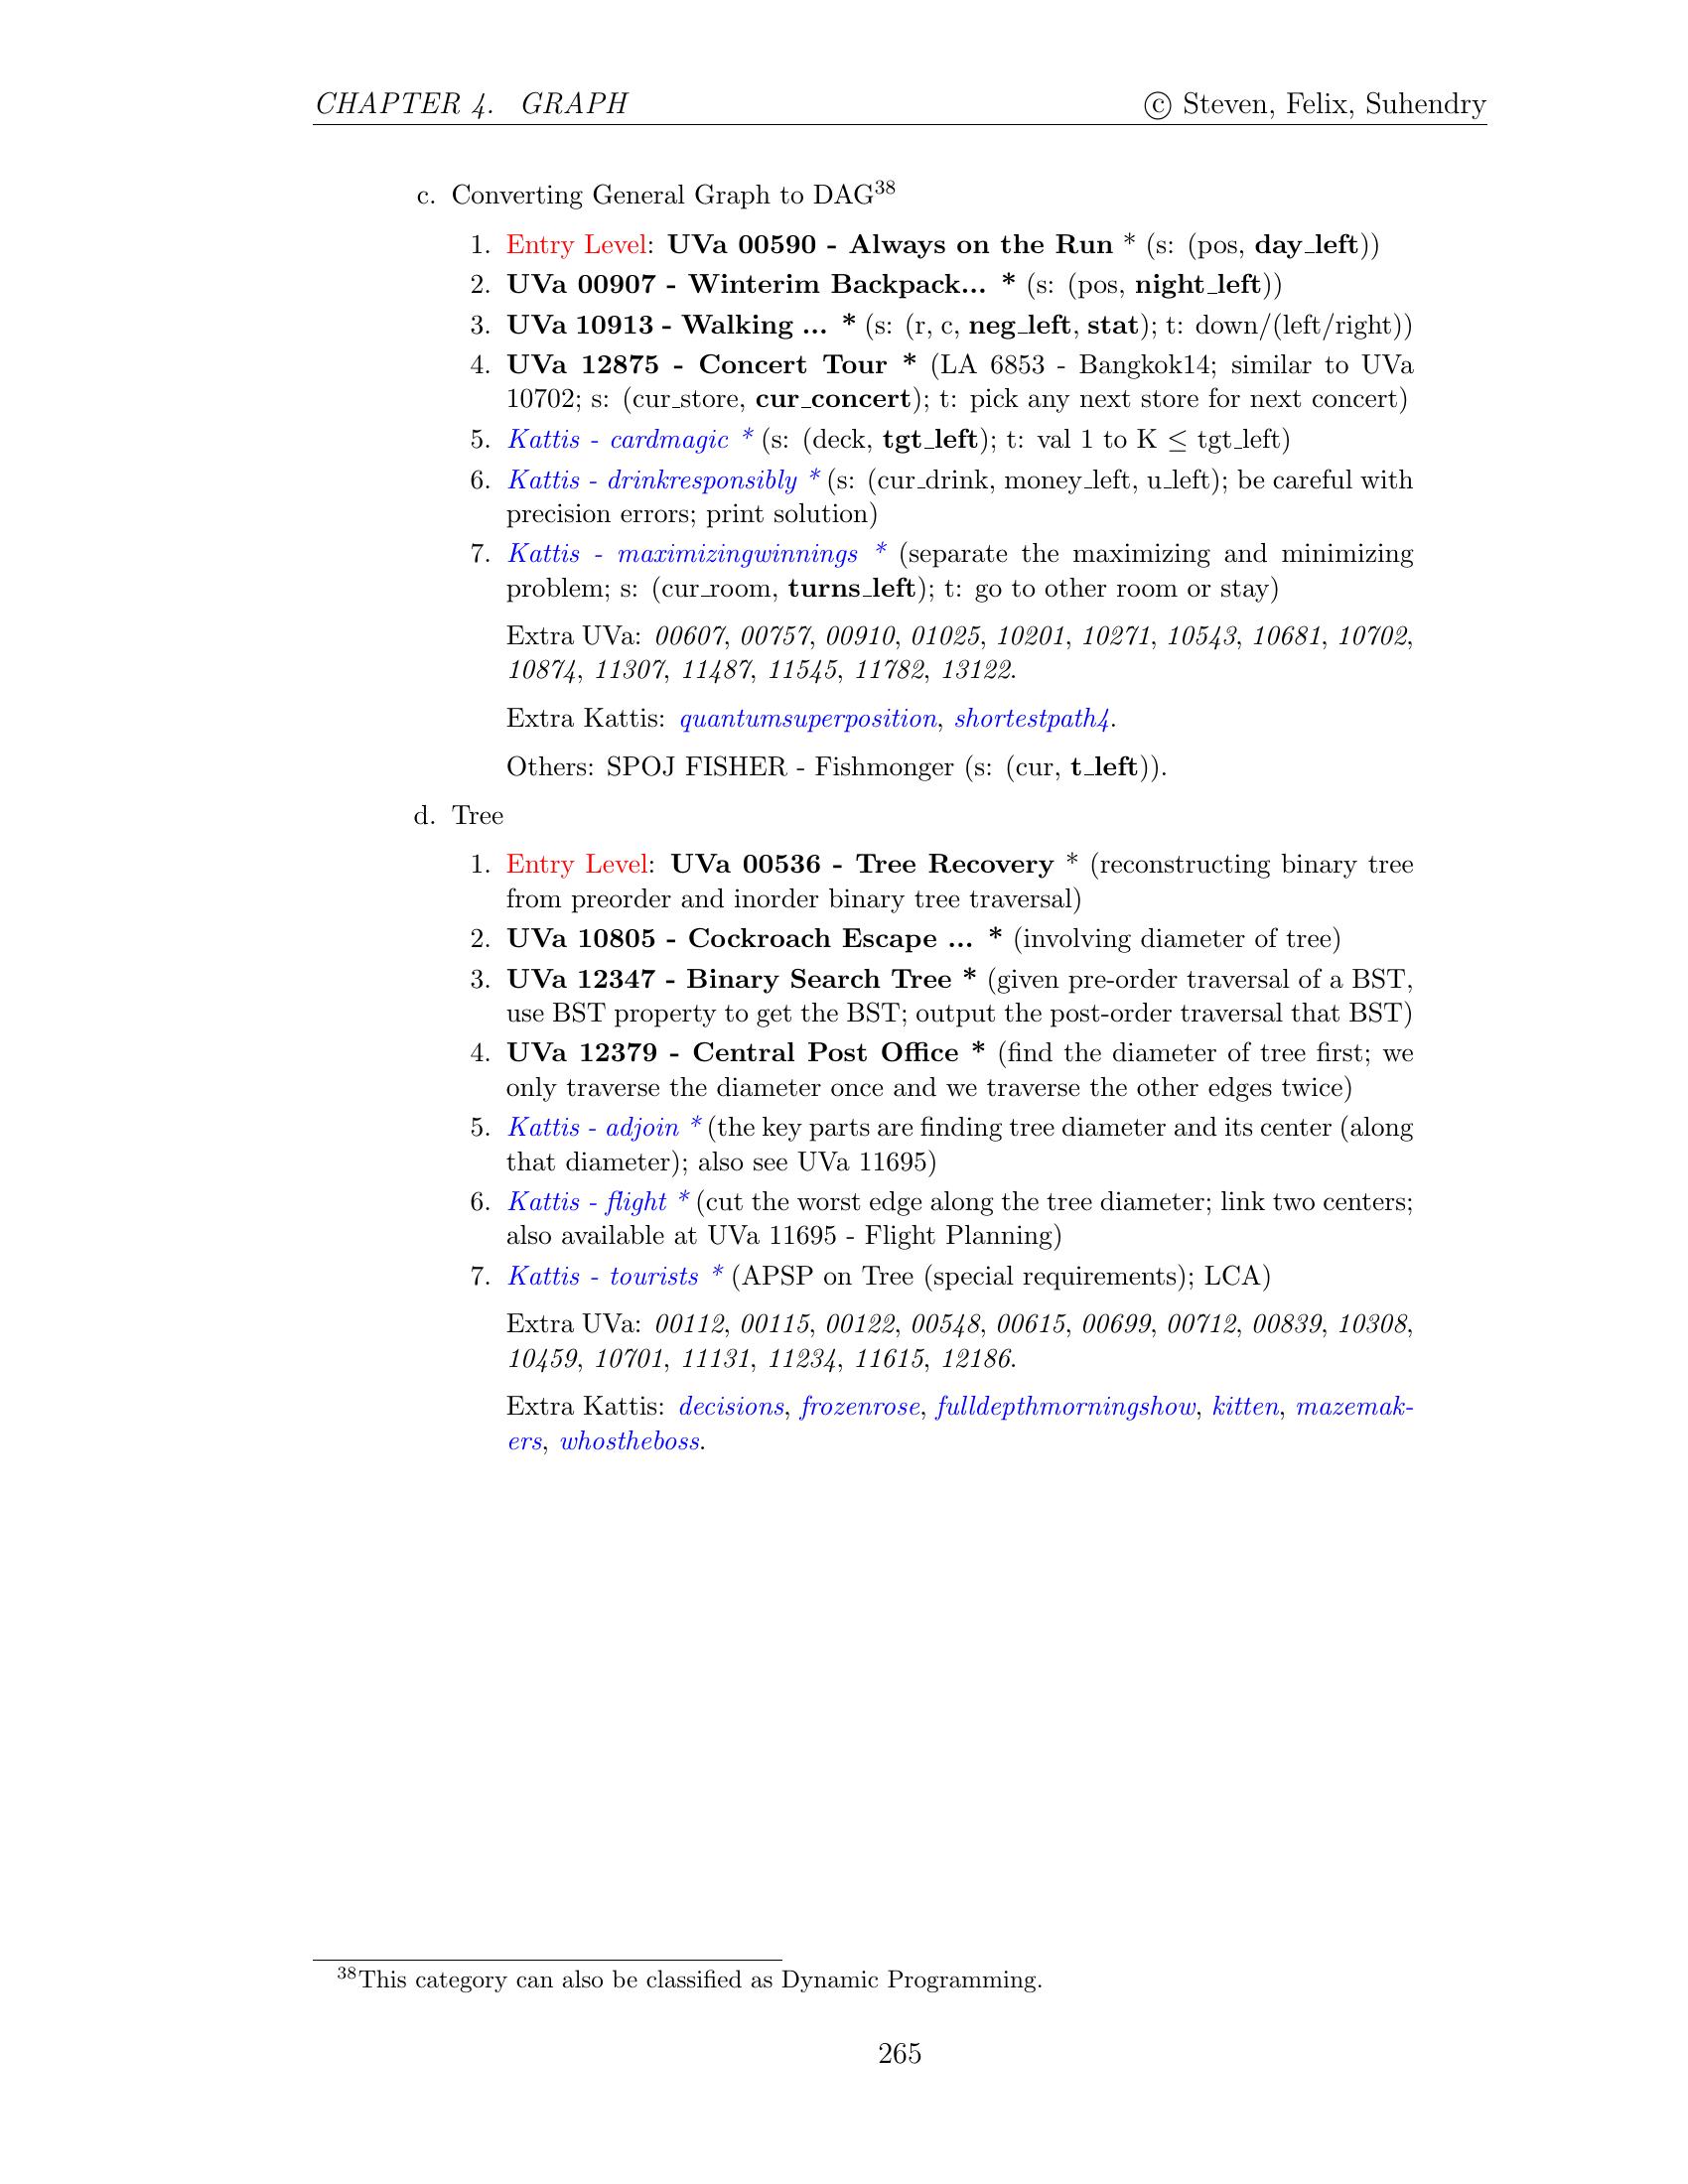 CHAPTER 4. GRAPH © Steven, Felix, Suhendry
c. Converting General Graph to DAG38
1. Entry Level: UVa 00590 - Always on the Run * (s: (pos, day_left))
2. UVa 00907 - Winterim Backpack... * (s: (pos, night_left))
3. UVa 10913 - Walking ... * (s: (r, c, neg_left, stat); t: down/(left/right))
4. UVa 12875 - Concert Tour * (LA 6853 - Bangkok14; similar to UVa
10702; s: (cur_store, cur_concert); t: pick any next store for next concert)
5. Kattis - cardmagic * (s: (deck, tgt_left); t: val 1 to K ≤ tgt_left)
6. Kattis - drinkresponsibly * (s: (cur_drink, money_left, u_left); be careful with
precision errors; print solution)
7. Kattis - maximizingwinnings * (separate the maximizing and minimizing
problem; s: (cur_room, turns_left); t: go to other room or stay)
Extra UVa: 00607, 00757, 00910, 01025, 10201, 10271, 10543, 10681, 10702,
10874, 11307, 11487, 11545, 11782, 13122.
Extra Kattis: quantumsuperposition, shortestpath4.
Others: SPOJ FISHER - Fishmonger (s: (cur, t_left)).
d. Tree
1. Entry Level: UVa 00536 - Tree Recovery * (reconstructing binary tree
from preorder and inorder binary tree traversal)
2. UVa 10805 - Cockroach Escape ... * (involving diameter of tree)
3. UVa 12347 - Binary Search Tree * (given pre-order traversal of a BST,
use BST property to get the BST; output the post-order traversal that BST)
4. UVa 12379 - Central Post Office * (find the diameter of tree first; we
only traverse the diameter once and we traverse the other edges twice)
5. Kattis - adjoin * (the key parts are finding tree diameter and its center (along
that diameter); also see UVa 11695)
6. Kattis - flight * (cut the worst edge along the tree diameter; link two centers;
also available at UVa 11695 - Flight Planning)
7. Kattis - tourists * (APSP on Tree (special requirements); LCA)
Extra UVa: 00112, 00115, 00122, 00548, 00615, 00699, 00712, 00839, 10308,
10459, 10701, 11131, 11234, 11615, 12186.
Extra Kattis: decisions, frozenrose, fulldepthmorningshow, kitten, mazemak-
ers, whostheboss.
38This category can also be classified as Dynamic Programming.
265